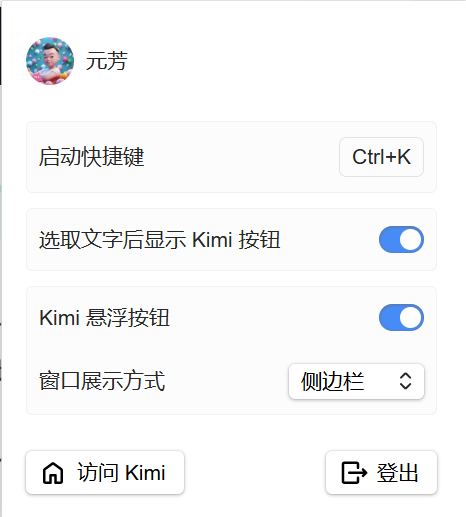 元芳
启动快捷键 Ctrl+K
选取文字后显示 Kimi 按钮
Kimi 悬浮按钮
窗口展示方式 侧边栏
访问 Kimi 登出